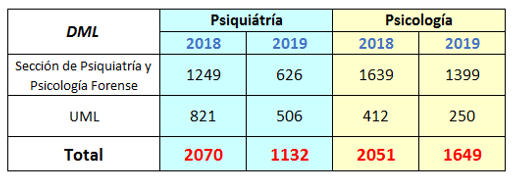 DML Psiquiátría Psicología
2018 2019 2018 2019
Sección de Psiquiatría y Psicología Forense 1249 626 1639 1399
UML 821 506 412 250
Total 2070 1132 2051 1649